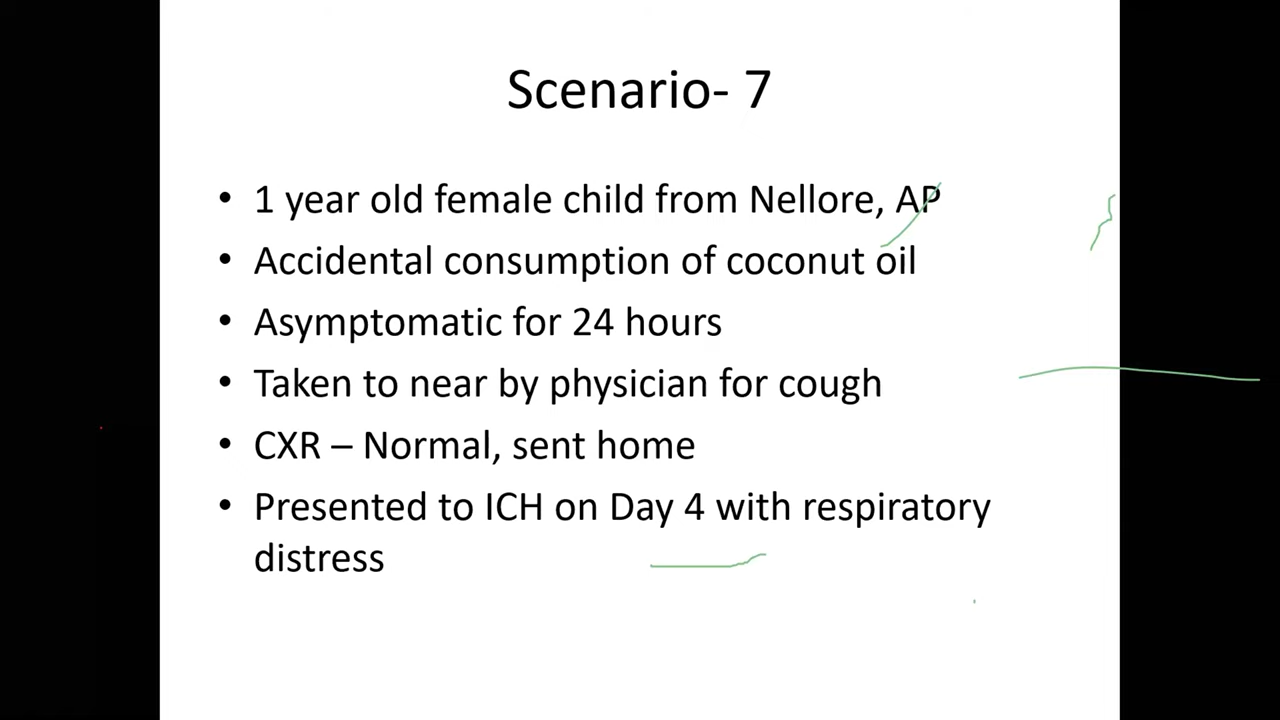 Scenario- 7
• 1 year old female child from Nellore, AP
• Accidental consumption of coconut oil
• Asymptomatic for 24 hours
• Taken to near by physician for cough
• CXR – Normal, sent home
• Presented to ICH on Day 4 with respiratory
distress